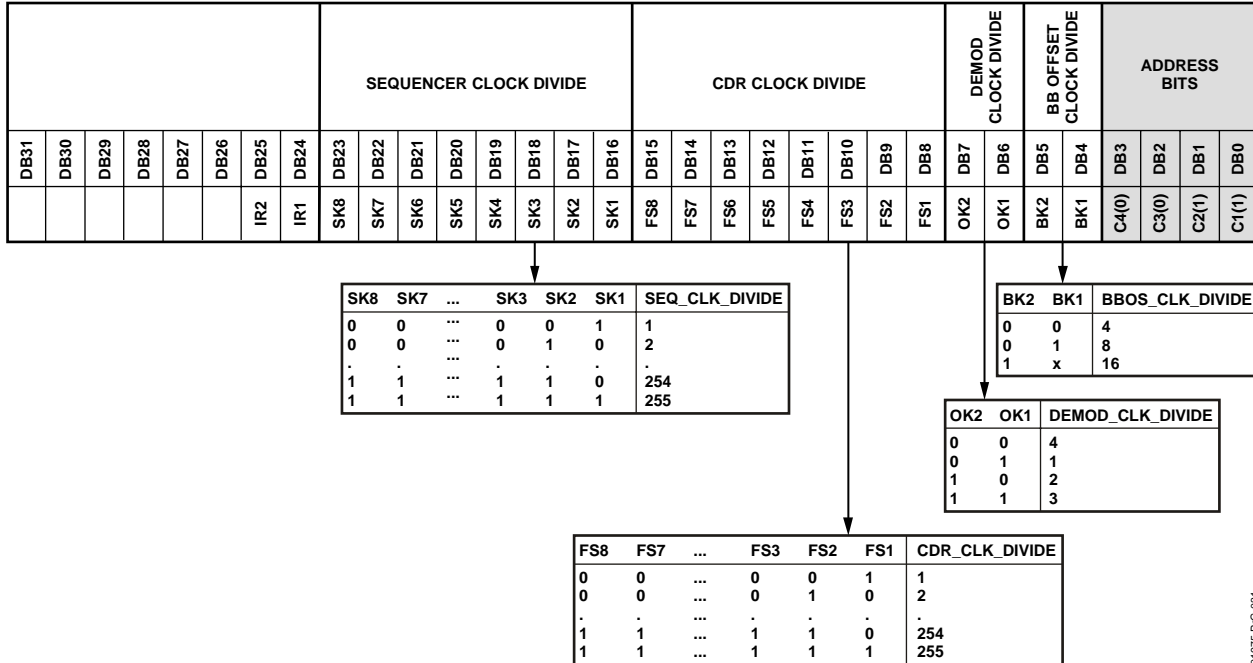 SEQUENCER CLOCK DIVIDE
CDR CLOCK DIVIDE
DEMOD
CLOCK DIVIDE
BB OFFSET
CLOCK DIVIDE
ADDRESS
BITS
DB31 DB30 DB29 DB28 DB27 DB26 DB25 DB24 DB23 DB22 DB21 DB20 DB19 DB18 DB17 DB16 DB15 DB14 DB13 DB12 DB11 DB10 DB9 DB8 DB7 DB6 DB5 DB4 DB3 DB2 DB1 DB0
IR2 IR1 SK8 SK7 SK6 SK5 SK4 SK3 SK2 SK1 FS8 FS7 FS6 FS5 FS4 FS3 FS2 FS1 OK2 OK1 BK2 BK1 C4(0) C3(0) C2(1) C1(1)
SK8 SK7 ... SK3 SK2 SK1 SEQ_CLK_DIVIDE
0 0 ... 0 0 1 1
0 0 ... 0 1 0 2
. . ... . . . .
1 1 ... 1 1 0 254
1 1 ... 1 1 1 255
BK2 BK1 BBOS_CLK_DIVIDE
0 0 4
0 1 8
1 x 16
OK2 OK1 DEMOD_CLK_DIVIDE
0 0 4
0 1 1
1 0 2
1 1 3
FS8 FS7 ... FS3 FS2 FS1 CDR_CLK_DIVIDE
0 0 ... 0 0 1 1
0 0 ... 0 1 0 2
. . ... . . . .
1 1 ... 1 1 0 254
1 1 ... 1 1 1 255